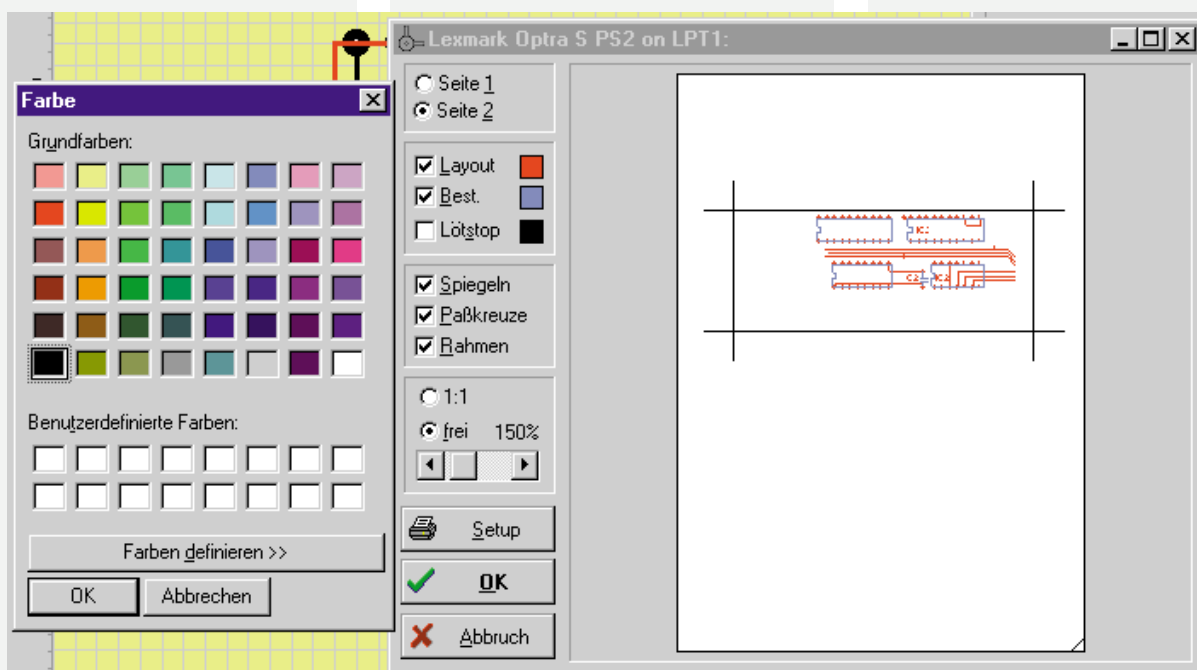 Lexmark Optra S PS2 on LPT1:
Farbe
Grundfarben:
Benutzerdefinierte Farben:
Farben definieren >>
OK
Abbrechen
Seite 1
Seite 2
Layout
Best.
Lötstop
Spiegeln
Paßkreuze
Rahmen
1:1
frei 150%
Setup
OK
Abbruch